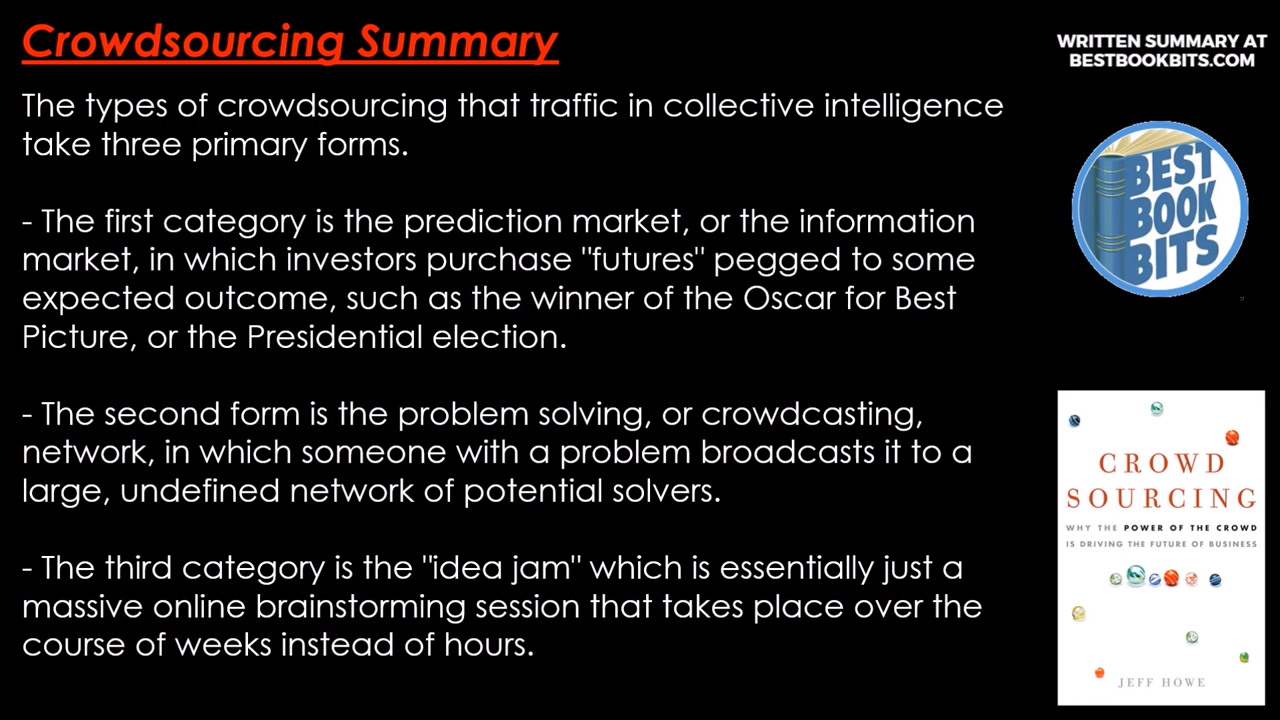 Crowdsourcing Summary
WRITTEN SUMMARY AT
BESTBOOKBITS.COM
The types of crowdsourcing that traffic in collective intelligence
take three primary forms.
- The first category is the prediction market, or the information
market, in which investors purchase "futures" pegged to some
expected outcome, such as the winner of the Oscar for Best
Picture, or the Presidential election.
- The second form is the problem solving, or crowdcasting,
network, in which someone with a problem broadcasts it to a
large, undefined network of potential solvers.
- The third category is the "idea jam" which is essentially just a
massive online brainstorming session that takes place over the
course of weeks instead of hours.
BEST
BOOK
BITS
CROWD
SOURCING
WHY THE POWER OF THE CROWD
IS DRIVING THE FUTURE OF BUSINESS
JEFF HOWE